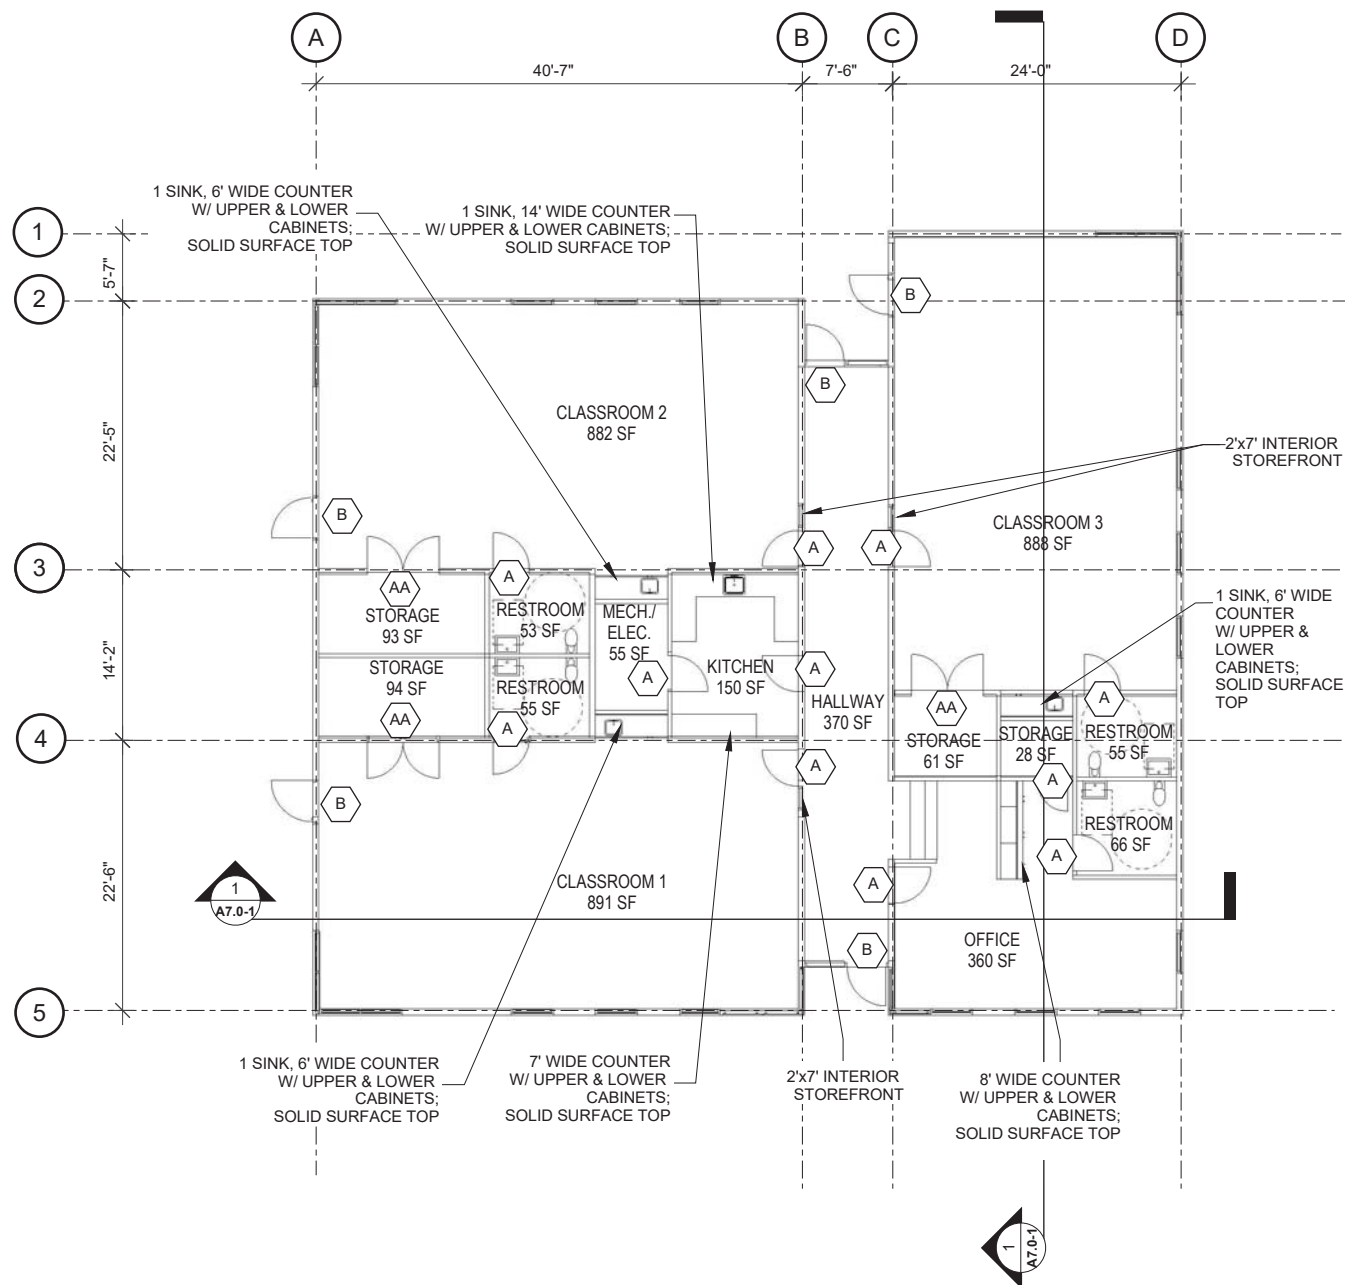 A
B
C
D
40'-7"
7'-6"
24'-0"
1 SINK, 6' WIDE COUNTER
W/ UPPER & LOWER
CABINETS;
SOLID SURFACE TOP
1 SINK, 14' WIDE COUNTER
W/ UPPER & LOWER CABINETS;
SOLID SURFACE TOP
1
5'-7"
2
B
B
22'-5"
CLASSROOM 2
882 SF
2'x7' INTERIOR
STOREFRONT
B
CLASSROOM 3
888 SF
A
A
3
AA
A
STORAGE
93 SF
RESTROOM
53 SF
MECH./
ELEC.
55 SF
1 SINK, 6' WIDE
COUNTER
W/ UPPER &
LOWER
CABINETS;
SOLID SURFACE
TOP
14'-2"
STORAGE
94 SF
RESTROOM
55 SF
A
KITCHEN
150 SF
A
HALLWAY
370 SF
AA
A
AA
A
STORAGE
61 SF
STORAGE
28 SF
RESTROOM
55 SF
4
A
A
B
RESTROOM
66 SF
A
22'-6"
CLASSROOM 1
891 SF
A
1
A7.0-1
OFFICE
360 SF
B
5
1 SINK, 6' WIDE COUNTER
W/ UPPER & LOWER
CABINETS;
SOLID SURFACE TOP
7' WIDE COUNTER
W/ UPPER & LOWER
CABINETS;
SOLID SURFACE TOP
2'x7' INTERIOR
STOREFRONT
8' WIDE COUNTER
W/ UPPER & LOWER
CABINETS;
SOLID SURFACE TOP
1
A7.0-1